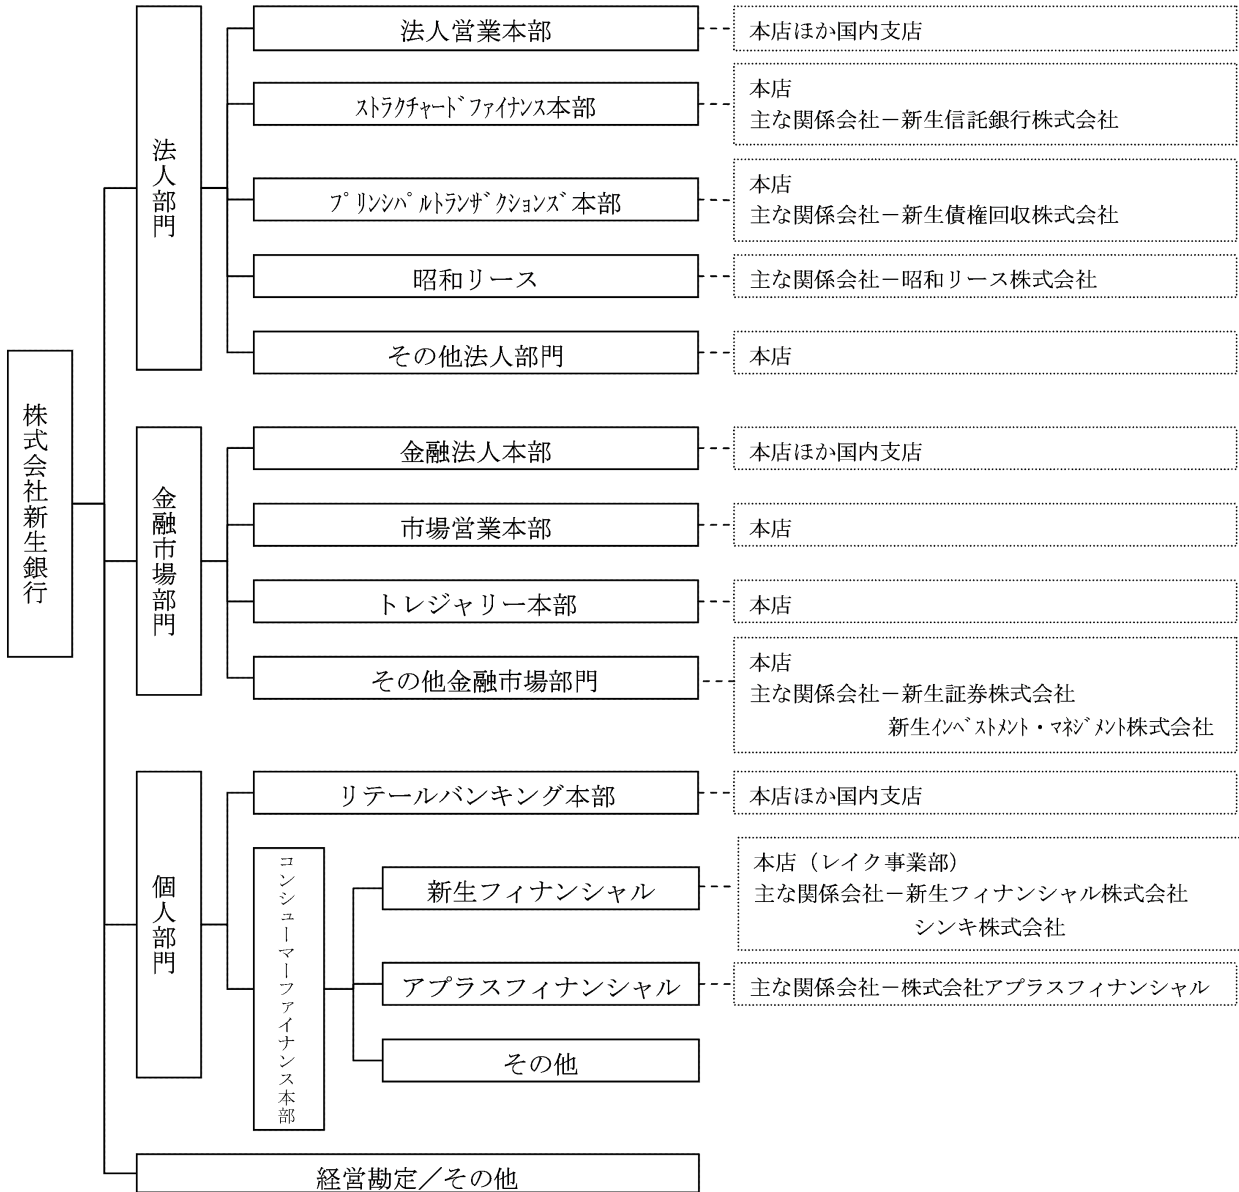 株式会社新生銀行
法人部門
法人営業本部
本店ほか国内支店
ｽﾄﾗｸﾁｬｰﾄﾞﾌｧｲﾅﾝｽ本部
本店
主な関係会社－新生信託銀行株式会社
ﾌﾟﾘﾝｼﾊﾟﾙﾄﾗﾝｻﾞｸｼｮﾝｽﾞ本部
本店
主な関係会社－新生債権回収株式会社
昭和リース
主な関係会社－昭和リース株式会社
その他法人部門
本店
金融市場部門
金融法人本部
本店ほか国内支店
市場営業本部
本店
トレジャリー本部
本店
その他金融市場部門
本店
主な関係会社－新生証券株式会社
新生ｲﾝﾍﾞｽﾄﾒﾝﾄ・ﾏﾈｼﾞﾒﾝﾄ株式会社
個人部門
リテールバンキング本部
本店ほか国内支店
コンシューマーファイナンス本部
新生フィナンシャル
本店（レイク事業部）
主な関係会社－新生フィナンシャル株式会社
シンキ株式会社
アプラスフィナンシャル
主な関係会社－株式会社アプラスフィナンシャル
その他
経営勘定／その他